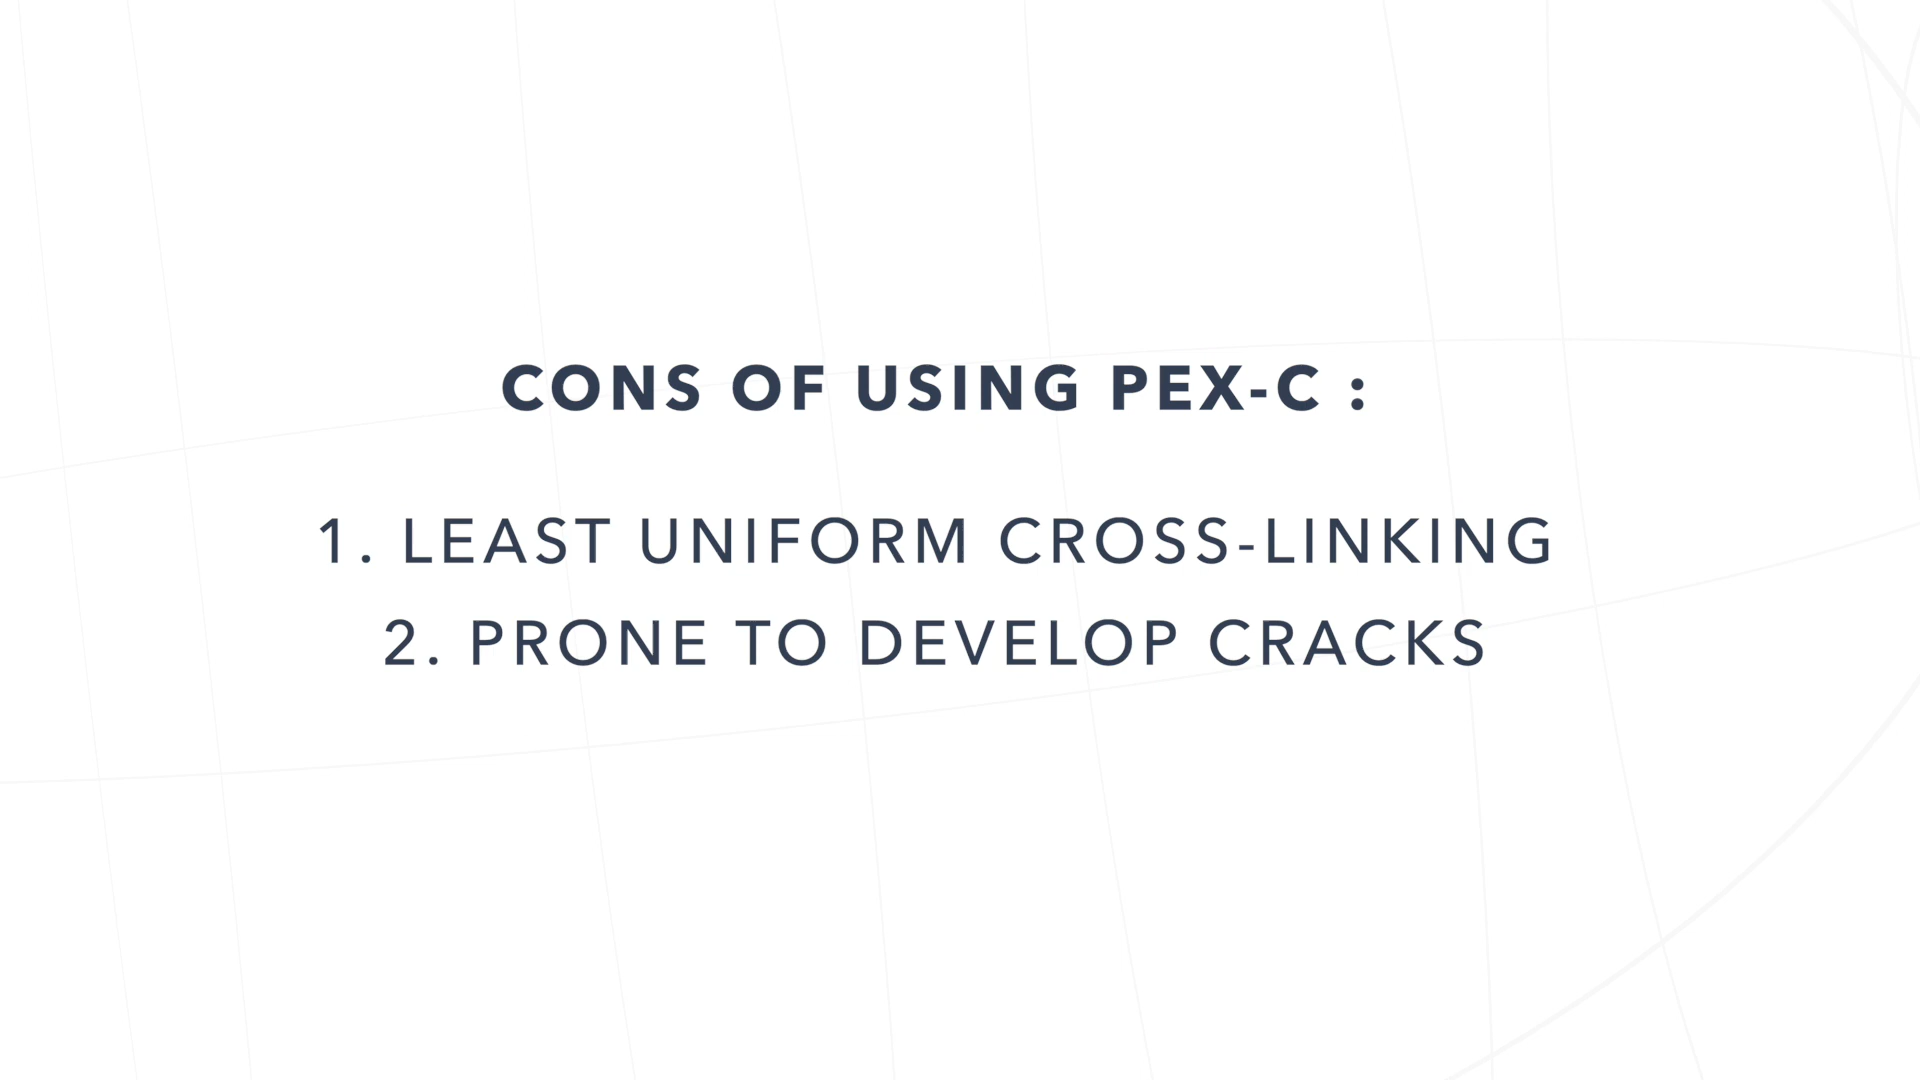 CONS OF USING PEX-C :
1. LEAST UNIFORM CROSS-LINKING
2. PRONE TO DEVELOP CRACKS